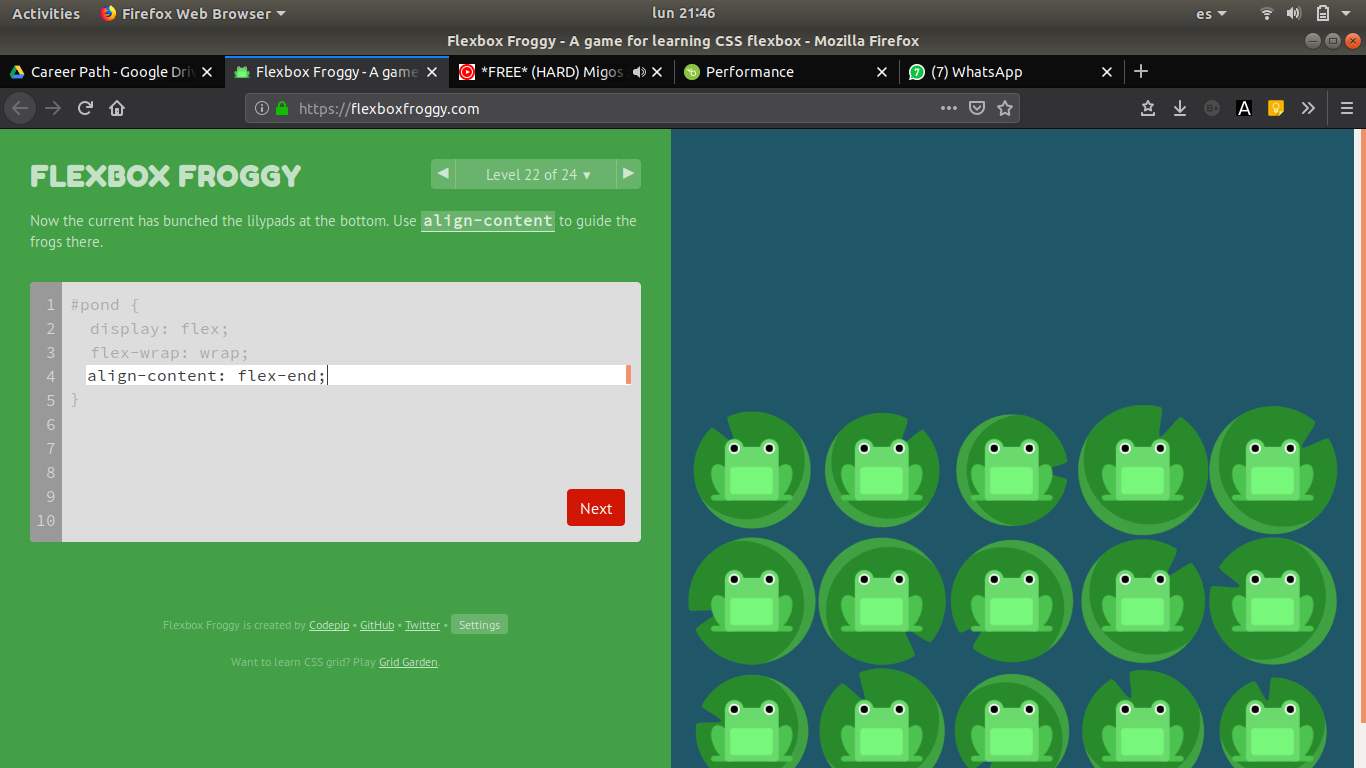 Activities
Firefox Web Browser
lun 21:46
es
Flexbox Froggy - A game for learning CSS flexbox - Mozilla Firefox
Career Path - Google Driv
Flexbox Froggy - A game
*FREE* (HARD) Migos
Performance
(7) WhatsApp
https://flexboxfroggy.com
A
FLEXBOX FROGGY
Level 22 of 24
Now the current has bunched the lilypads at the bottom. Use align-content to guide the
frogs there.
1 #pond {
2 display: flex;
3 flex-wrap: wrap;
4 align-content: flex-end;
5 }
6
7
8
9
10
Next
Flexbox Froggy is created by Codepip • GitHub • Twitter • Settings
Want to learn CSS grid? Play Grid Garden.